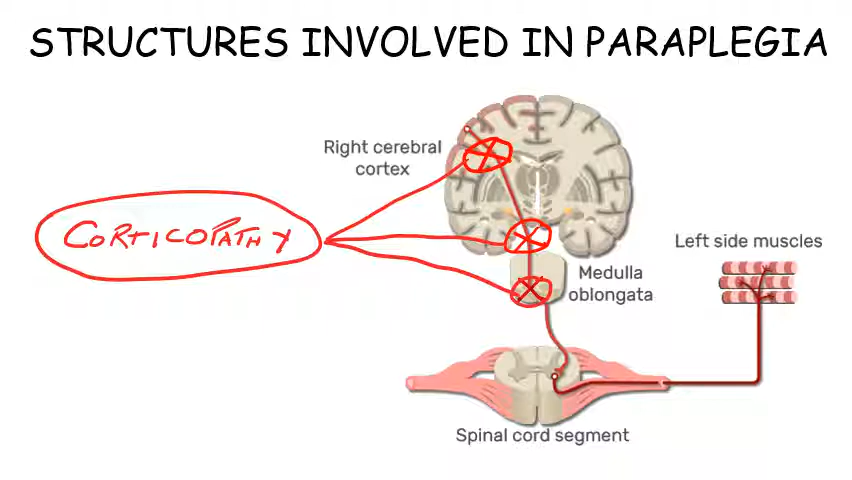 STRUCTURES INVOLVED IN PARAPLEGIA
Right cerebral
cortex
CORTICOPATHY
Left side muscles
Medulla
oblongata
Spinal cord segment